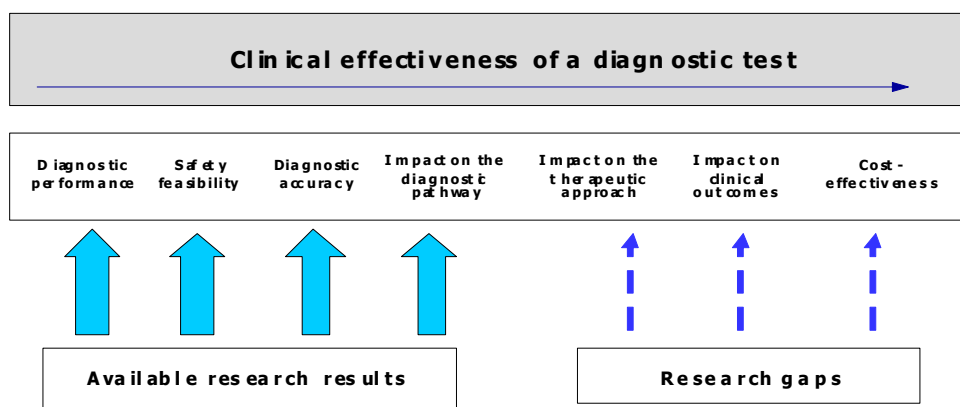 Clinical effectiveness of a diagnostic test
Diagnostic
performance
Safety
feasibility
Diagnostic
accuracy
Impact on the
diagnostic
pathway
Impact on the
therapeutic
approach
Impact on
clinical
outcomes
Cost-
effectiveness
Available research results
Research gaps